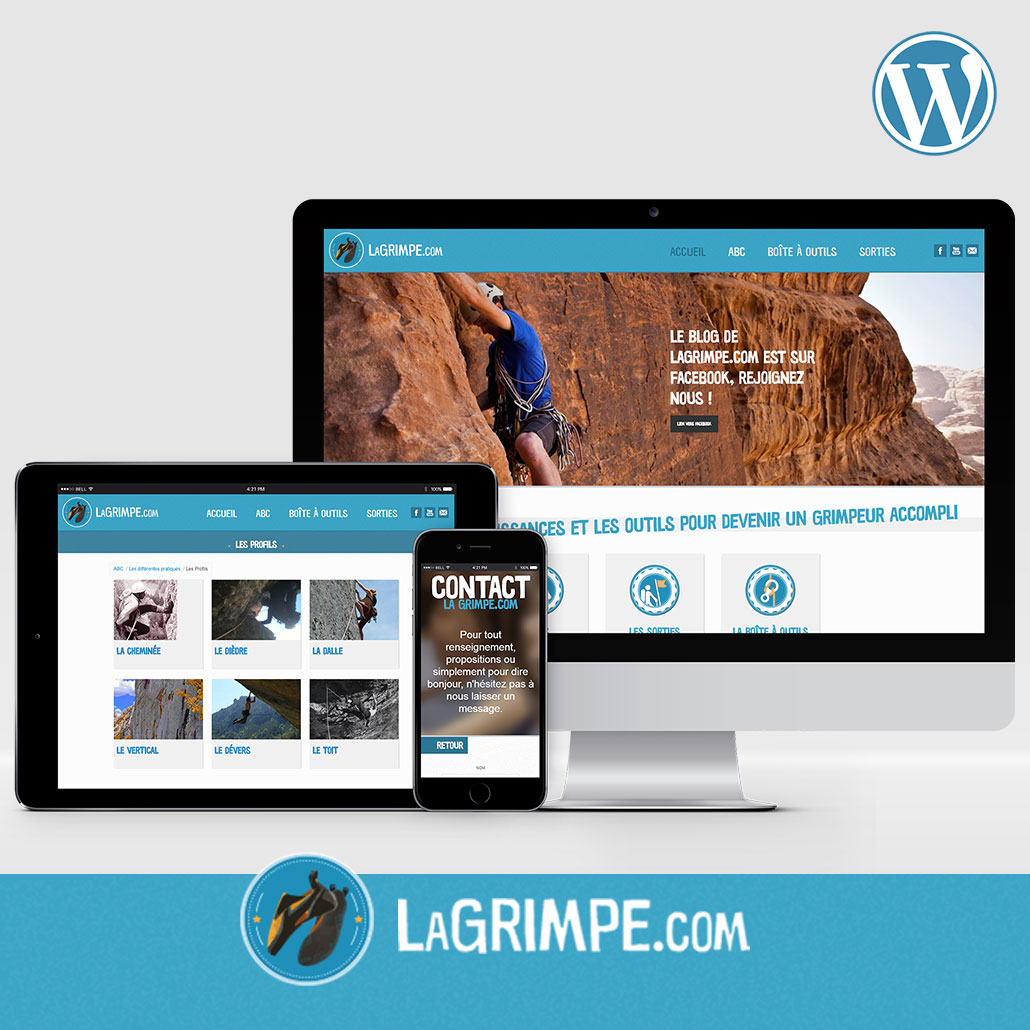 W
LAGRIMPE.COM
ACCUEIL ABC BOÎTE À OUTILS SORTIES
f You
LE BLOG DE
LAGRIMPE.COM EST SUR
FACEBOOK, REJOIGNEZ
NOUS !
LIEN VERS FACEBOOK
SSANCES ET LES OUTILS POUR DEVENIR UN GRIMPEUR ACCOMPLI
LES SORTIES
LA BOÎTE À OUTILS
BELL 4:21 PM 100%
LAGRIMPE.COM
ACCUEIL ABC BOÎTE À OUTILS SORTIES
f You
LES PROFILS
ABC / Les différentes pratiques / Les Profils
LA CHEMINÉE
LE DIÈDRE
LA DALLE
LE VERTICAL
LE DÉVERS
LE TOIT
BELL 4:21 PM 100%
CONTACT
LA GRIMPE.COM
Pour tout
renseignement,
propositions ou
simplement pour dire
bonjour, n'hésitez pas à
nous laisser un
message.
RETOUR
NOM
LAGRIMPE.COM